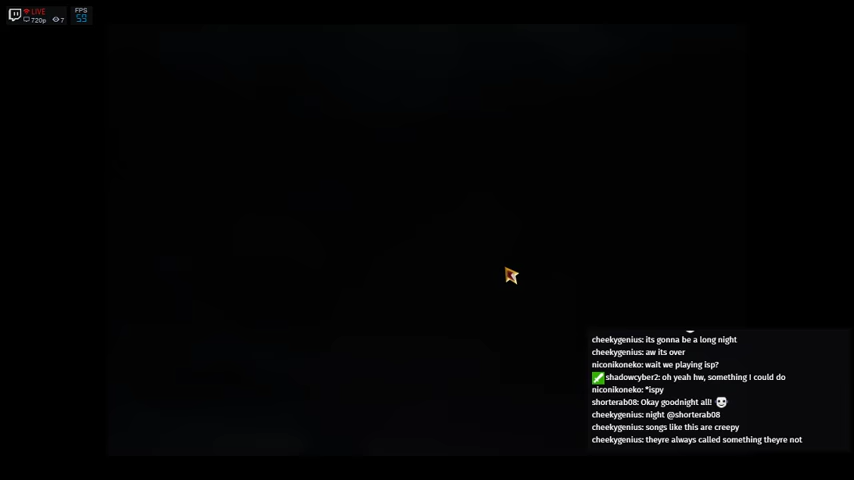 LIVE
720p
7
FPS
59
cheekygenius: its gonna be a long night
cheekygenius: aw its over
niconikoneko: wait we playing isp?
shadowcyber2: oh yeah hw, something I could do
niconikoneko: *ispy
shorterab08: Okay goodnight all!
cheekygenius: night @shorterab08
cheekygenius: songs like this are creepy
cheekygenius: theyre always called something theyre not